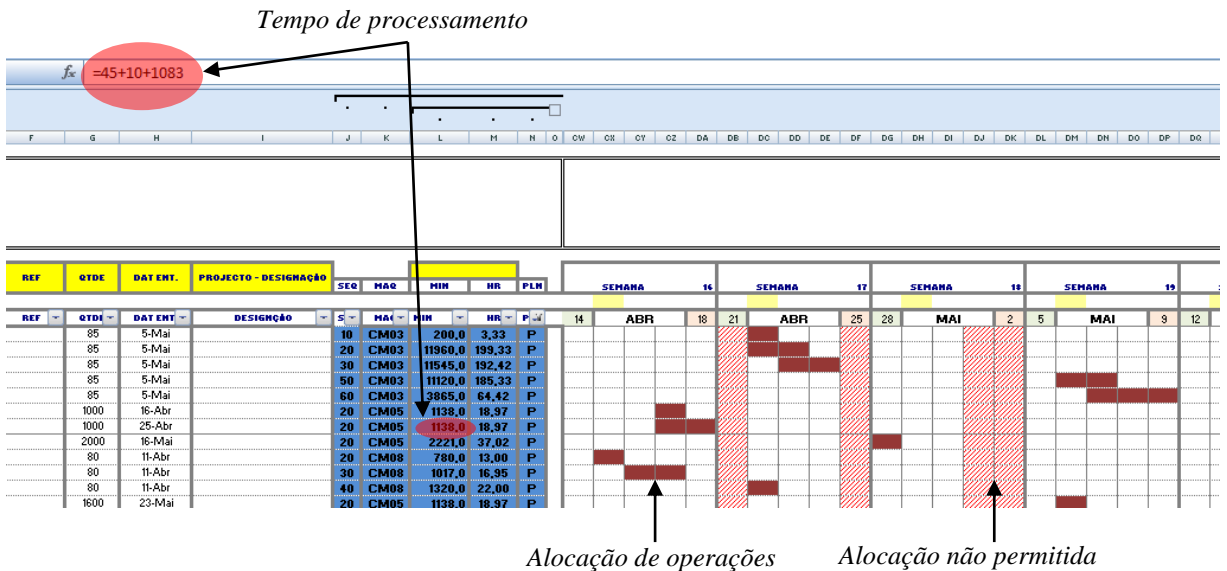 Tempo de processamento
fx =45+10+1083
F G H I J K L M N O CW CX CY CZ DA DB DC DD DE DF DG DH DI DJ DK DL DM DN DO DP DQ
REF QTDE DAT ENT. PROJECTO - DESIGNAÇÃO SEQ MAQ MIN HR PLN SEMANA 16 SEMANA 17 SEMANA 18 SEMANA 19
REF QTDI DAT ENT DESIGNÇÃO S MA( MIN HR P 14 ABR 18 21 ABR 25 28 MAI 2 5 MAI 9 12
85 5-Mai 10 CM03 200,0 3,33 P
85 5-Mai 20 CM03 11960,0 199,33 P
85 5-Mai 30 CM03 11545,0 192,42 P
85 5-Mai 50 CM03 11120,0 185,33 P
85 5-Mai 60 CM03 3865,0 64,42 P
1000 16-Abr 20 CM05 1138,0 18,97 P
1000 25-Abr 20 CM05 1138,0 18,97 P
2000 16-Mai 20 CM05 2221,0 37,02 P
80 11-Abr 20 CM08 780,0 13,00 P
80 11-Abr 30 CM08 1017,0 16,95 P
80 11-Abr 40 CM08 1320,0 22,00 P
1600 23-Mai 20 CM05 1138,0 18,97 P
Alocação de operações Alocação não permitida